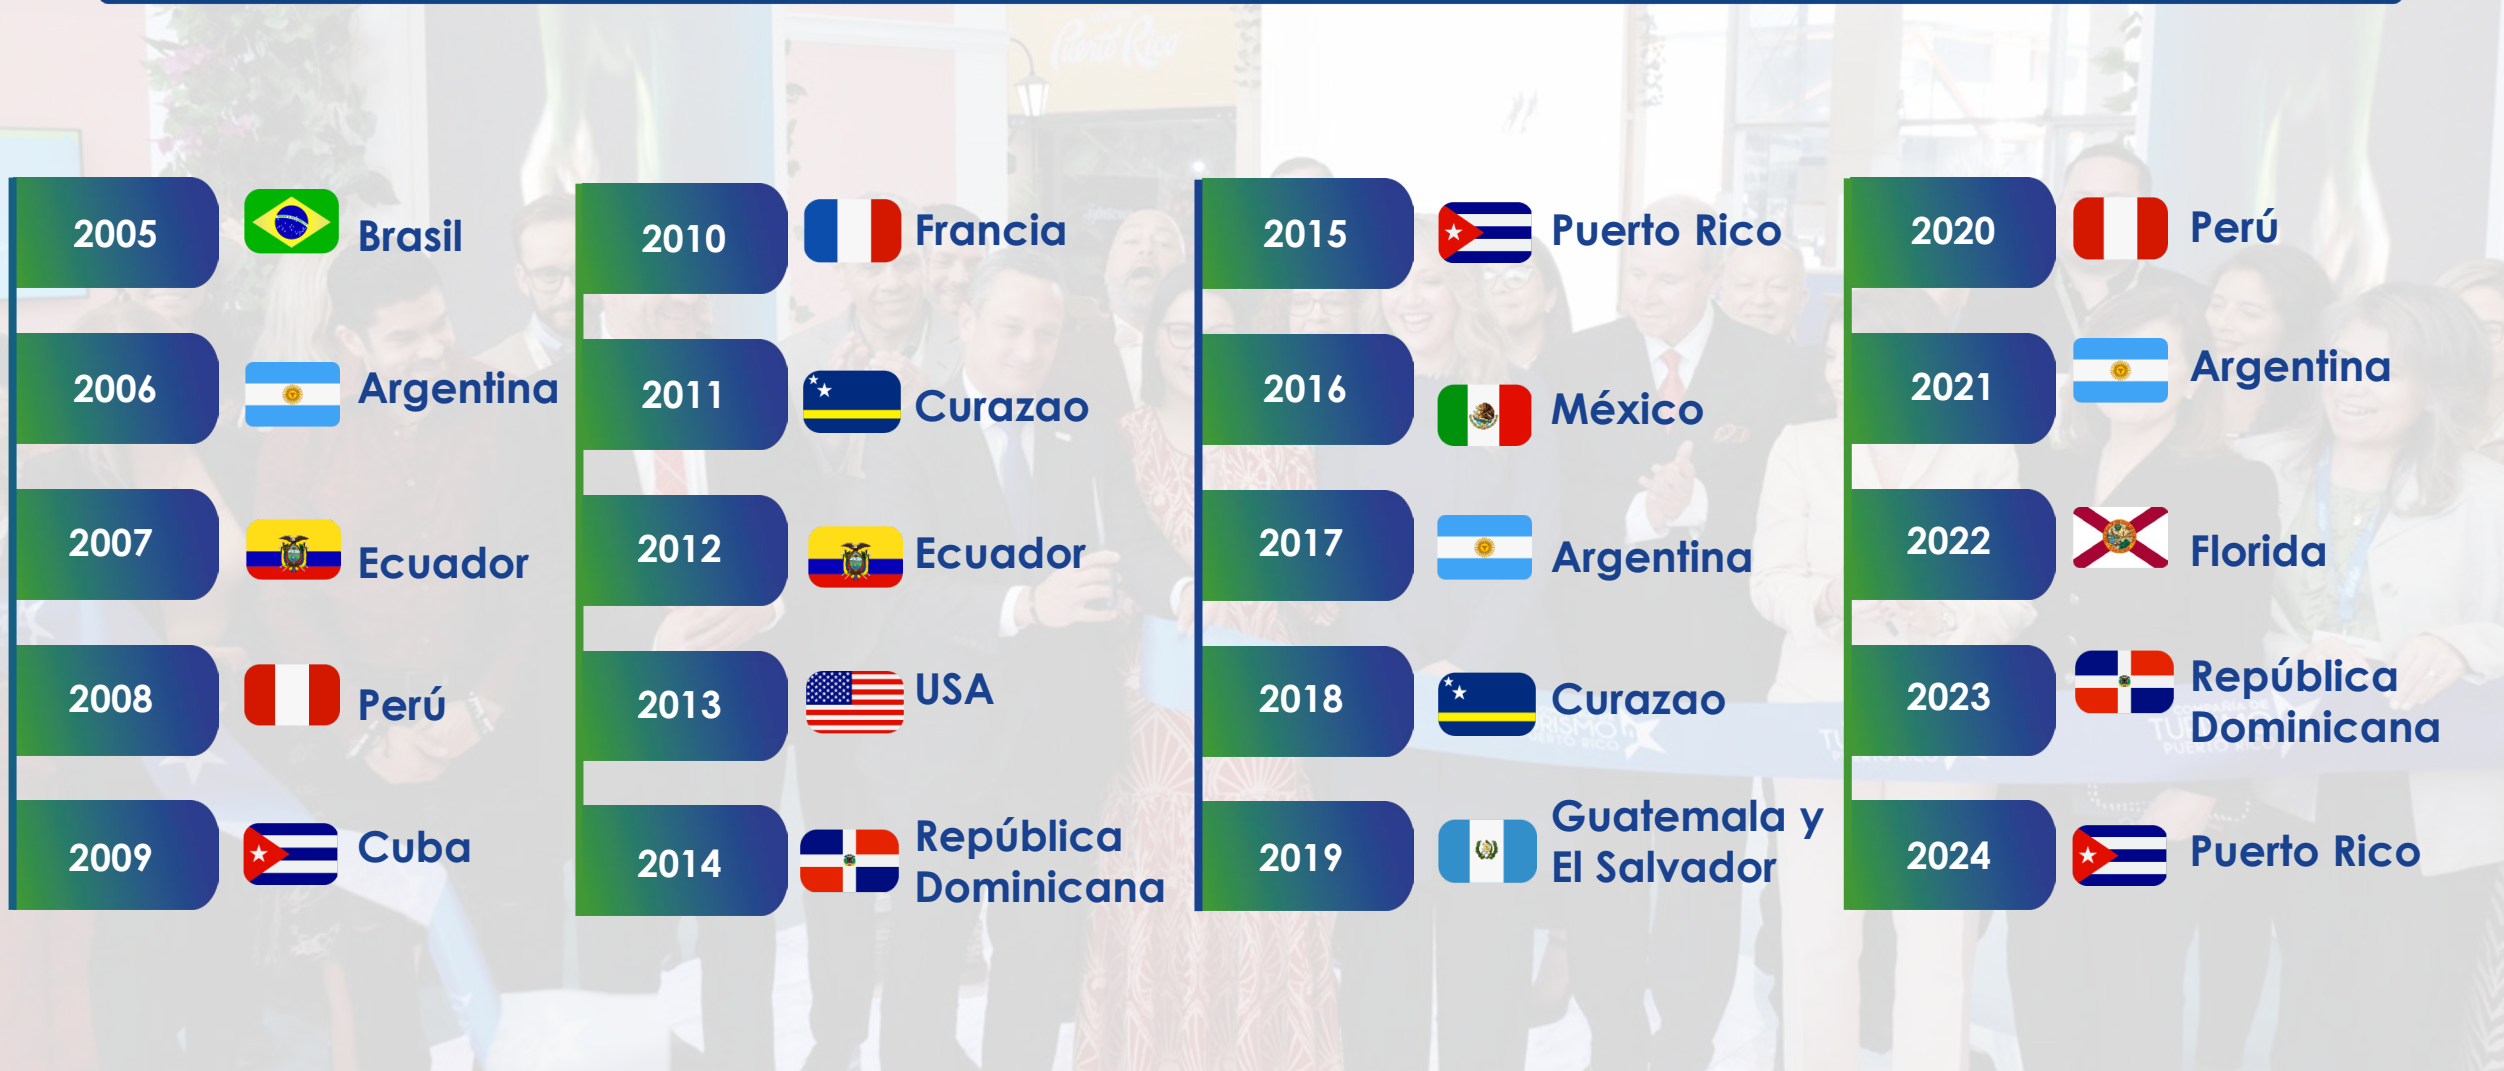 Puerto Rico
2005
Brasil
2006
Argentina
2007
Ecuador
2008
Perú
2009
Cuba
2010
Francia
2011
Curazao
2012
Ecuador
2013
USA
2014
República
Dominicana
2015
Puerto Rico
2016
México
2017
Argentina
2018
Curazao
2019
Guatemala y
El Salvador
2020
Perú
2021
Argentina
2022
Florida
2023
República
Dominicana
2024
Puerto Rico